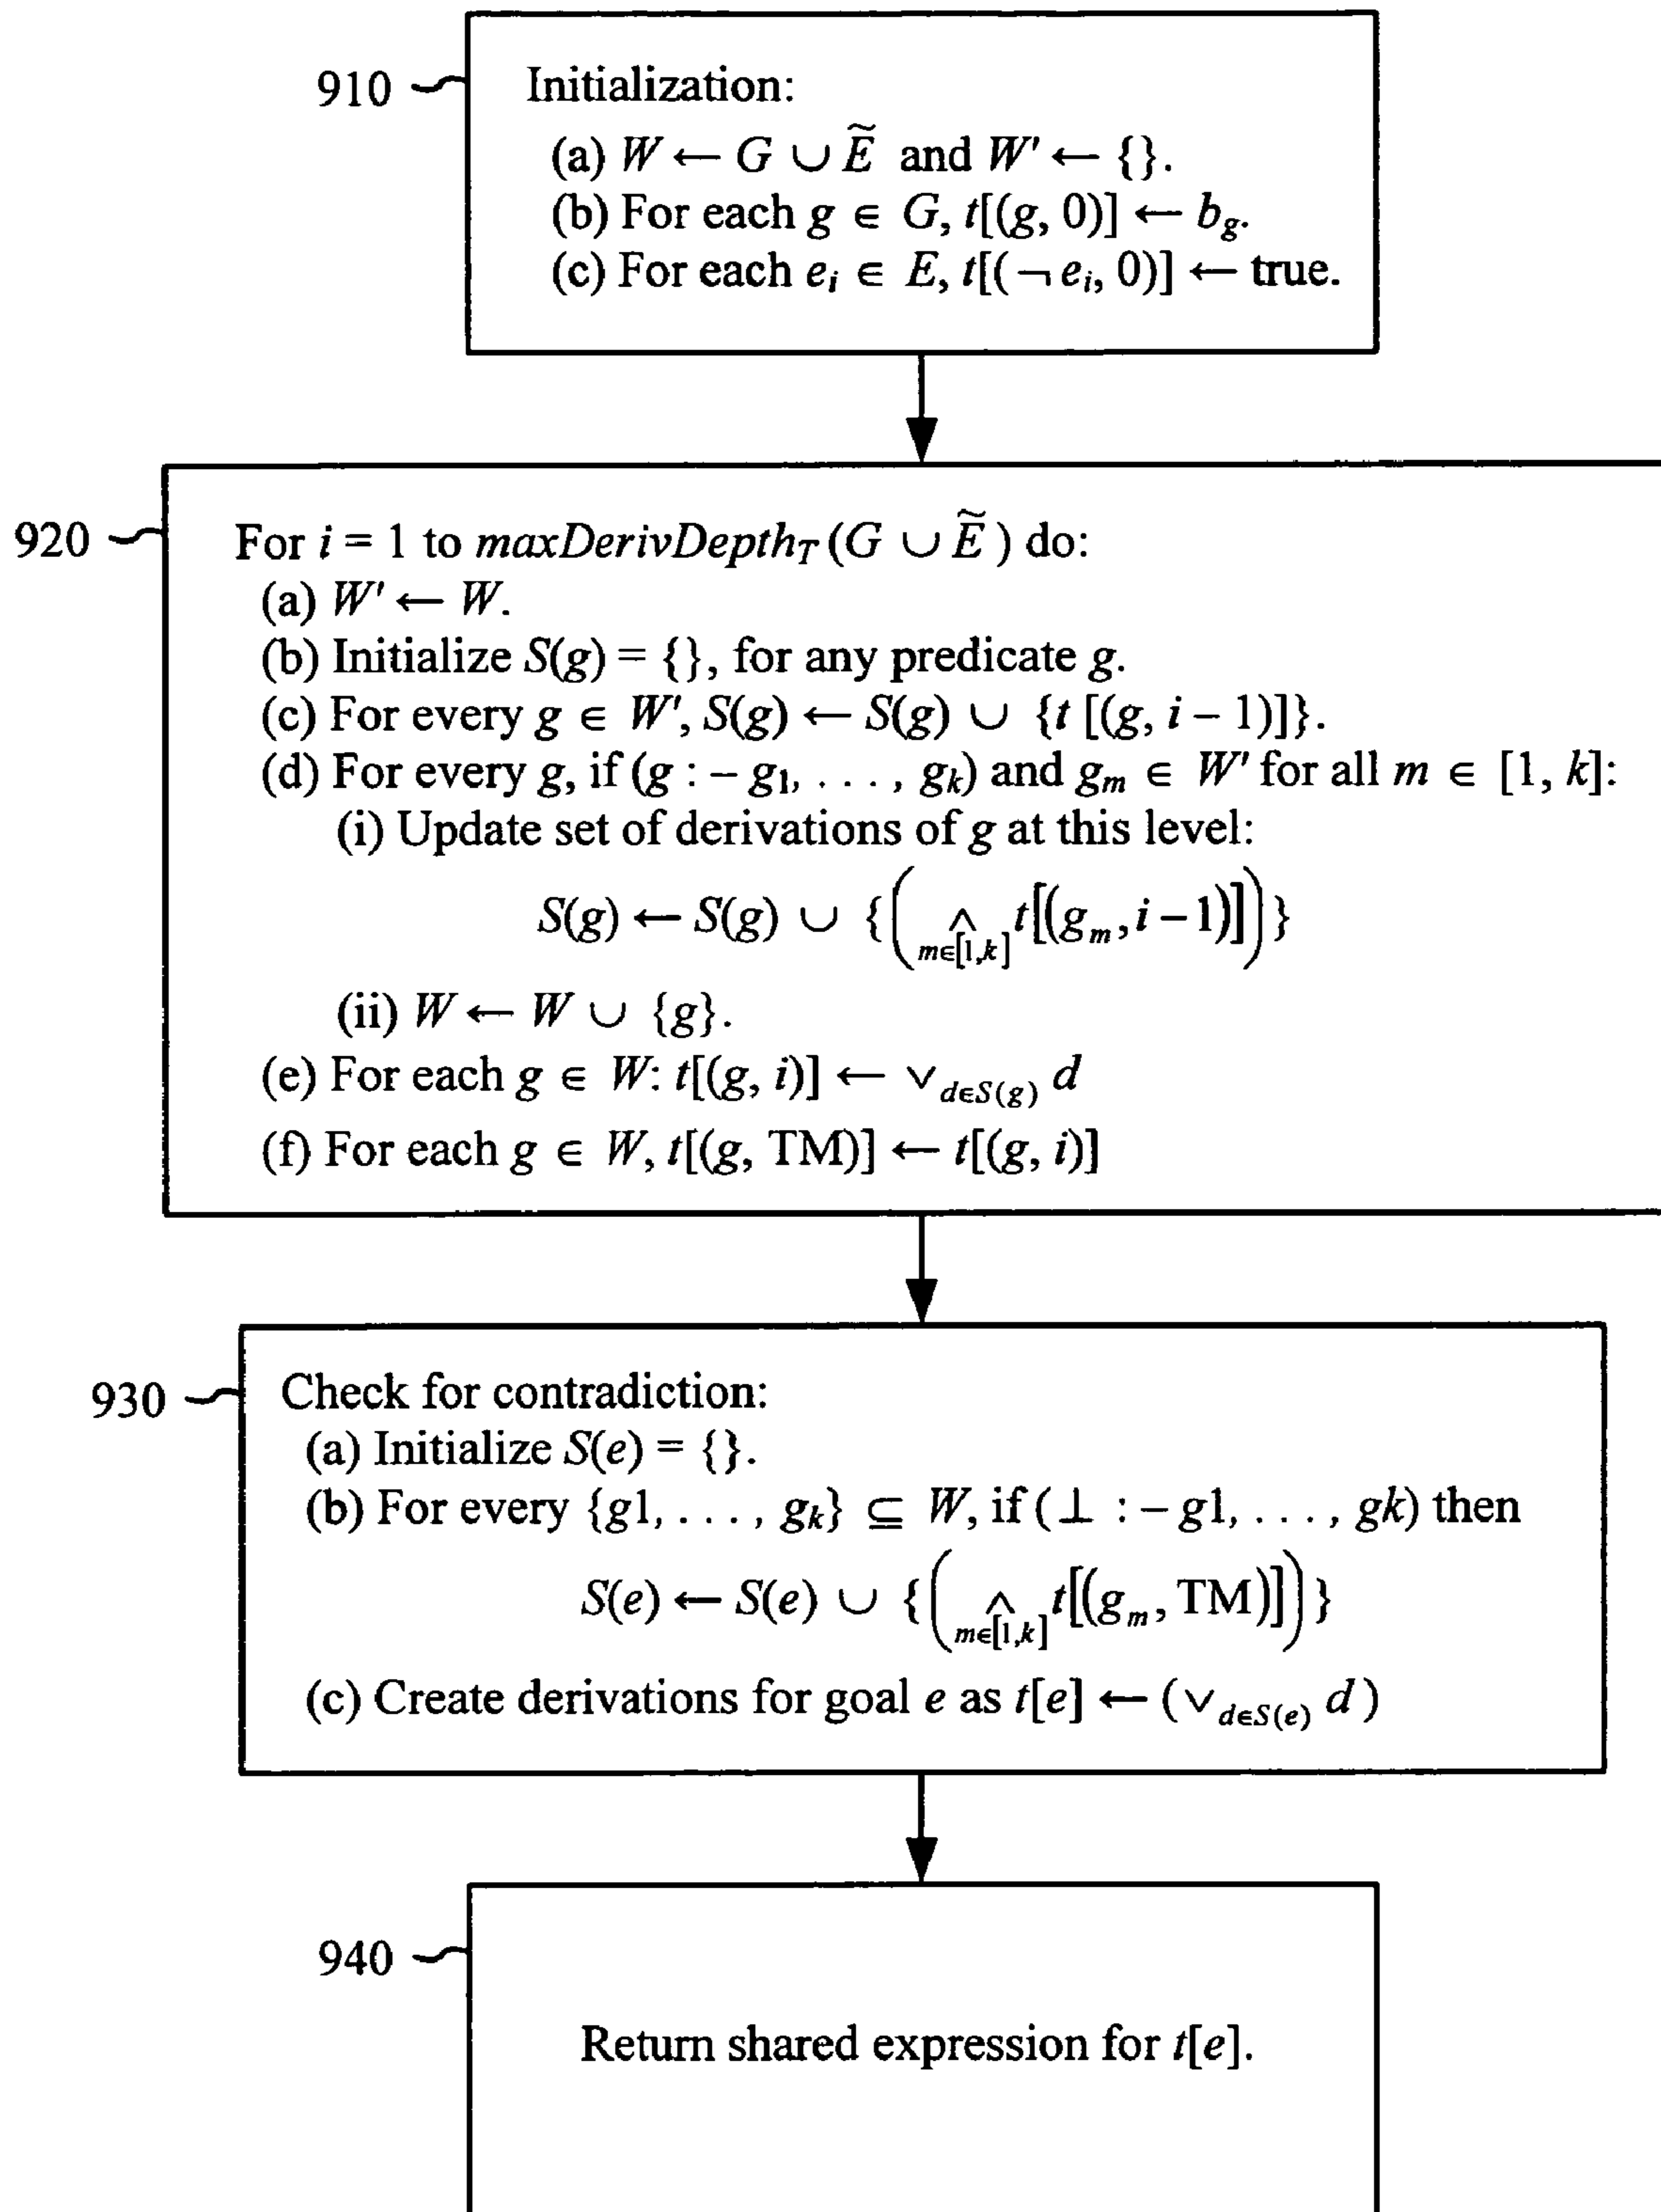 910
Initialization:
(a) W ← G ∪ Ẽ and W' ← {}.
(b) For each g ∈ G, t[(g, 0)] ← b_g.
(c) For each e_i ∈ E, t[(¬ e_i, 0)] ← true.
920
For i = 1 to maxDerivDepth_T (G ∪ Ẽ ) do:
(a) W' ← W.
(b) Initialize S(g) = {}, for any predicate g.
(c) For every g ∈ W', S(g) ← S(g) ∪ {t [(g, i – 1)]}.
(d) For every g, if (g : – g_1, . . . , g_k) and g_m ∈ W' for all m ∈ [1, k]:
(i) Update set of derivations of g at this level:
S(g) ← S(g) ∪ {(∧_{m∈[1,k]} t[(g_m, i – 1)])}
(ii) W ← W ∪ {g}.
(e) For each g ∈ W: t[(g, i)] ← ∨_{d∈S(g)} d
(f) For each g ∈ W, t[(g, TM)] ← t[(g, i)]
930
Check for contradiction:
(a) Initialize S(e) = {}.
(b) For every {g1, . . . , g_k} ⊆ W, if (⊥ : – g1, . . . , gk) then
S(e) ← S(e) ∪ {(∧_{m∈[1,k]} t[(g_m, TM)])}
(c) Create derivations for goal e as t[e] ← (∨_{d∈S(e)} d )
940
Return shared expression for t[e].